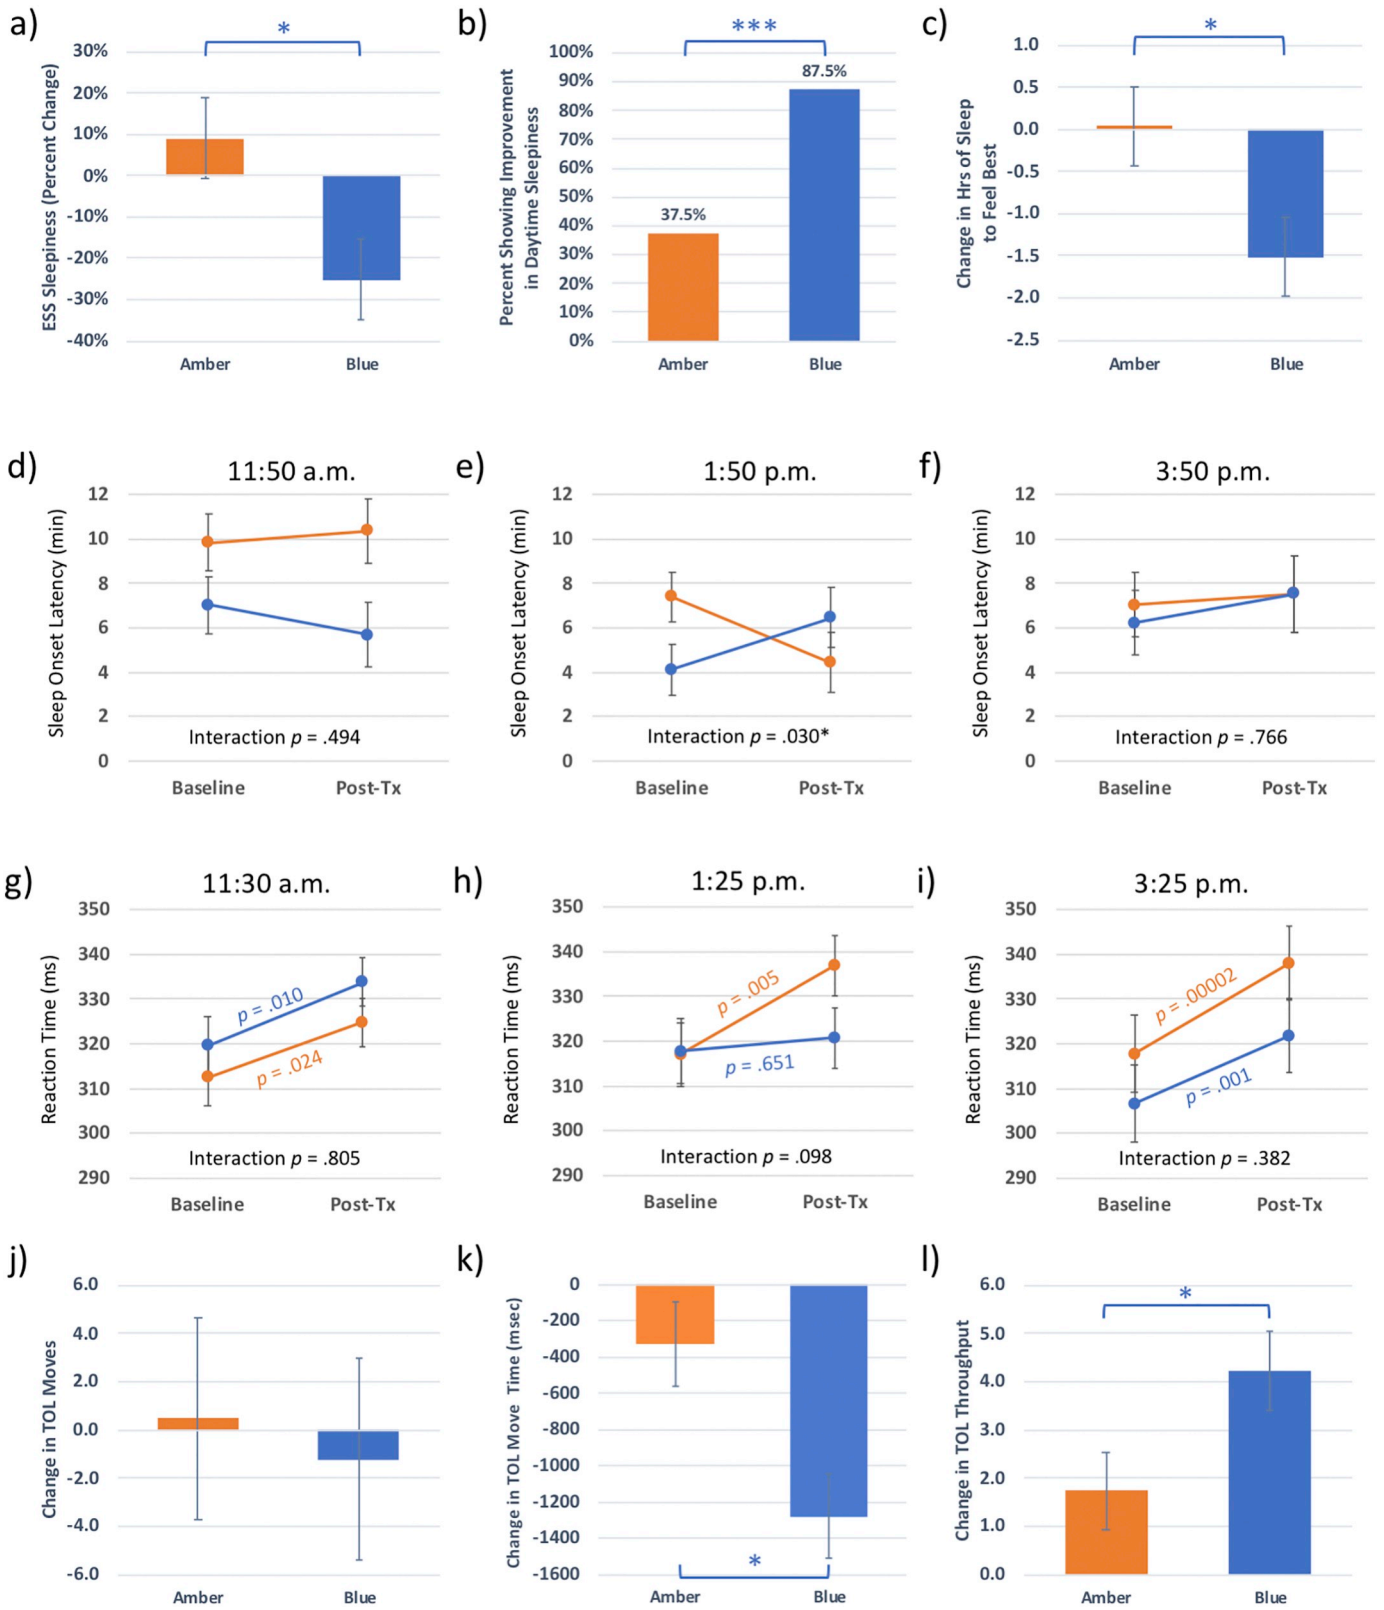 a)
*
30%
20%
10%
0%
-10%
-20%
-30%
-40%
ESS Sleepiness (Percent Change)
Amber
Blue
b)
***
100%
90%
80%
70%
60%
50%
40%
30%
20%
10%
0%
Percent Showing Improvement
in Daytime Sleepiness
37.5%
87.5%
Amber
Blue
c)
*
1.0
0.5
0.0
-0.5
-1.0
-1.5
-2.0
-2.5
Change in Hrs of Sleep
to Feel Best
Amber
Blue
d)
11:50 a.m.
12
10
8
6
4
2
0
Sleep Onset Latency (min)
Interaction p = .494
Baseline
Post-Tx
e)
1:50 p.m.
12
10
8
6
4
2
0
Sleep Onset Latency (min)
Interaction p = .030*
Baseline
Post-Tx
f)
3:50 p.m.
12
10
8
6
4
2
0
Sleep Onset Latency (min)
Interaction p = .766
Baseline
Post-Tx
g)
11:30 a.m.
350
340
330
320
310
300
290
Reaction Time (ms)
p = .010
p = .024
Interaction p = .805
Baseline
Post-Tx
h)
1:25 p.m.
350
340
330
320
310
300
290
Reaction Time (ms)
p = .005
p = .651
Interaction p = .098
Baseline
Post-Tx
i)
3:25 p.m.
350
340
330
320
310
300
290
Reaction Time (ms)
p = .00002
p = .001
Interaction p = .382
Baseline
Post-Tx
j)
6.0
4.0
2.0
0.0
-2.0
-4.0
-6.0
Change in TOL Moves
Amber
Blue
k)
0
-200
-400
-600
-800
-1000
-1200
-1400
-1600
Change in TOL Move Time (msec)
*
Amber
Blue
l)
*
6.0
5.0
4.0
3.0
2.0
1.0
0.0
Change in TOL Throughput
Amber
Blue